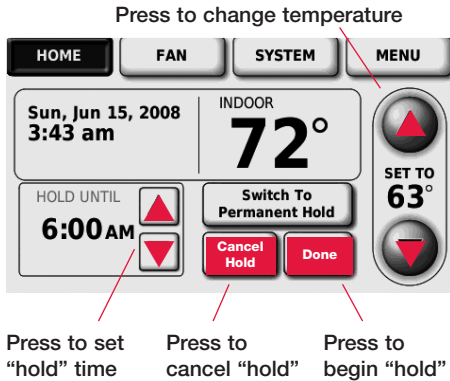 Press to change temperature
HOME
FAN
SYSTEM
MENU
Sun, Jun 15, 2008
3:43 am
INDOOR
72°
SET TO
63°
HOLD UNTIL
6:00 AM
Switch To
Permanent Hold
Cancel
Hold
Done
Press to set
“hold” time
Press to
cancel “hold”
Press to
begin “hold”